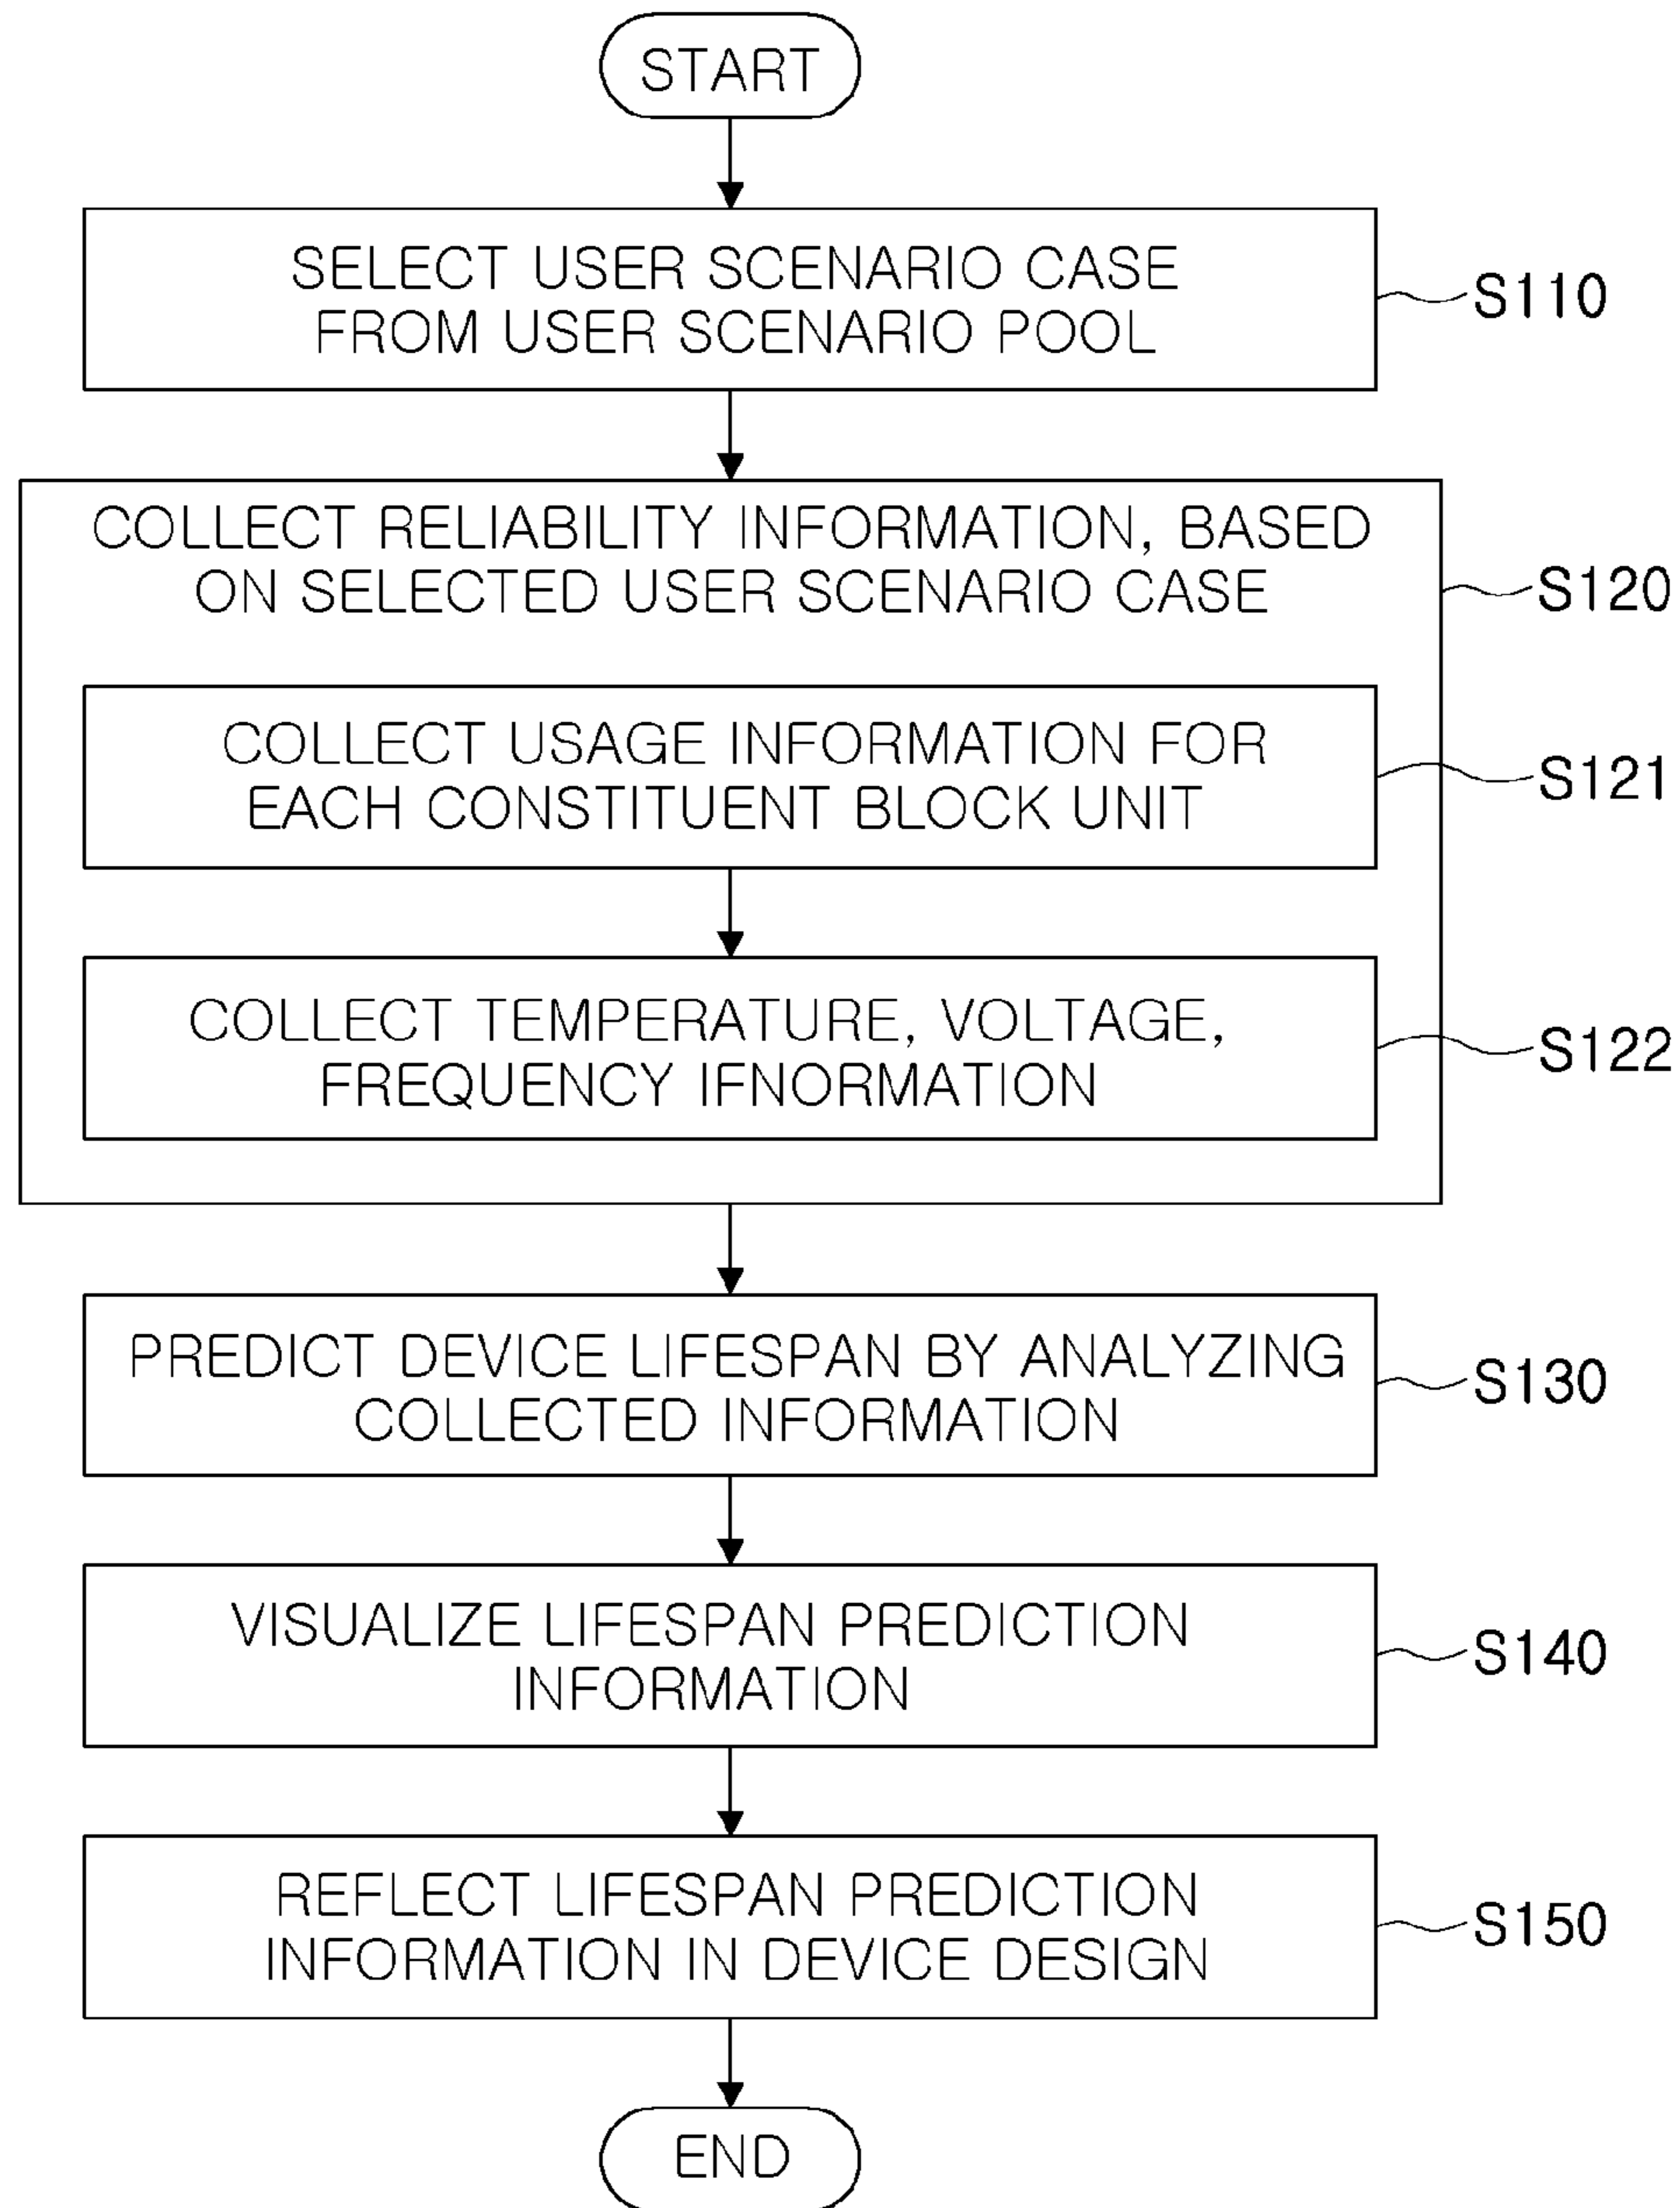 START
SELECT USER SCENARIO CASE
FROM USER SCENARIO POOL
S110
COLLECT RELIABILITY INFORMATION, BASED
ON SELECTED USER SCENARIO CASE
S120
COLLECT USAGE INFORMATION FOR
EACH CONSTITUENT BLOCK UNIT
S121
COLLECT TEMPERATURE, VOLTAGE,
FREQUENCY IFNORMATION
S122
PREDICT DEVICE LIFESPAN BY ANALYZING
COLLECTED INFORMATION
S130
VISUALIZE LIFESPAN PREDICTION
INFORMATION
S140
REFLECT LIFESPAN PREDICTION
INFORMATION IN DEVICE DESIGN
S150
END